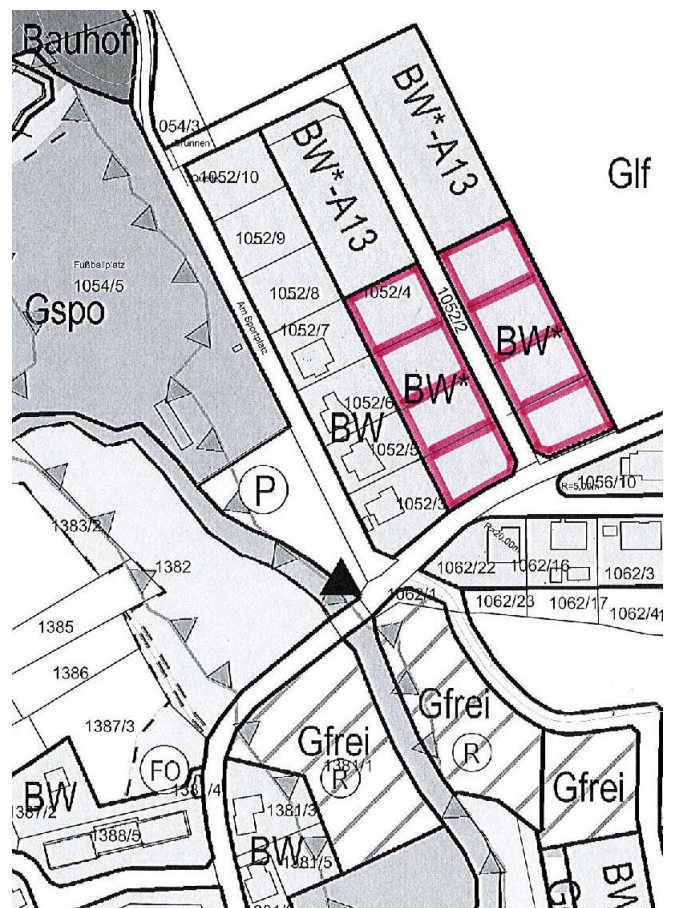 Bauhof
1054/3
Brunnen
1052/10
1052/9
1052/8
1052/7
1052/6
1052/5
1052/3
BW
BW*-A13
BW*-A13
Glf
1052/4
1052/2
BW*
BW*
Fußballplatz
1054/5
Gspo
Am Sportplatz
P
R=5.00m
1056/10
R=20.00m
1062/22
1062/16
1062/3
1062/1
1062/23
1062/17
1062/41
1383/2
1382
1385
1386
1387/3
FO
BW
1387/2
1388/5
1381/4
1381/3
BW
1381/5
Gfrei
1381/1
R
Gfrei
R
Gfrei
BW